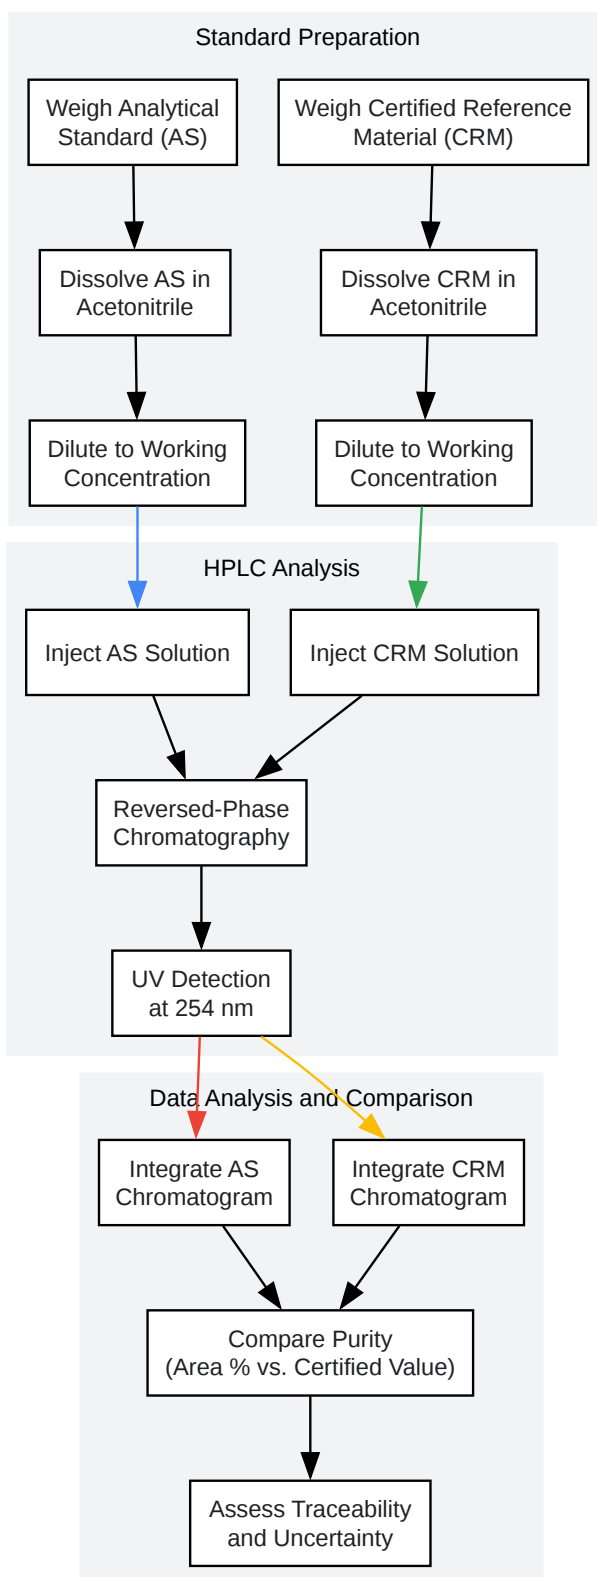 Standard Preparation
Weigh Analytical
Standard (AS)
Weigh Certified Reference
Material (CRM)
Dissolve AS in
Acetonitrile
Dissolve CRM in
Acetonitrile
Dilute to Working
Concentration
Dilute to Working
Concentration
HPLC Analysis
Inject AS Solution
Inject CRM Solution
Reversed-Phase
Chromatography
UV Detection
at 254 nm
Data Analysis and Comparison
Integrate AS
Chromatogram
Integrate CRM
Chromatogram
Compare Purity
(Area % vs. Certified Value)
Assess Traceability
and Uncertainty